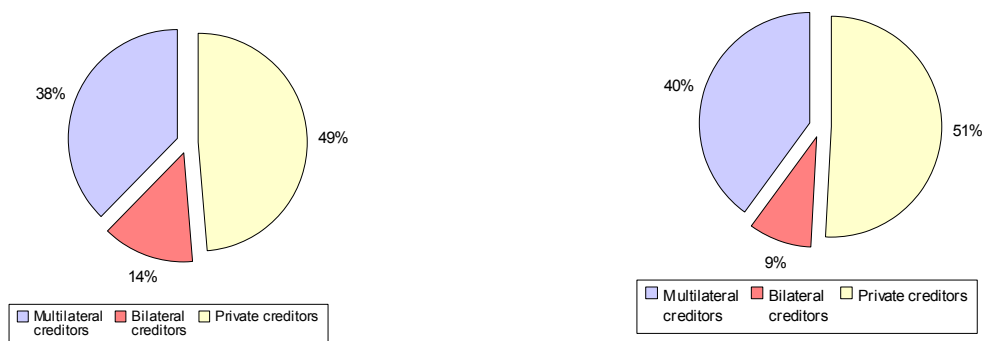 38%
49%
14%
Multilateral creditors
Bilateral creditors
Private creditors
40%
51%
9%
Multilateral creditors
Bilateral creditors
Private creditors